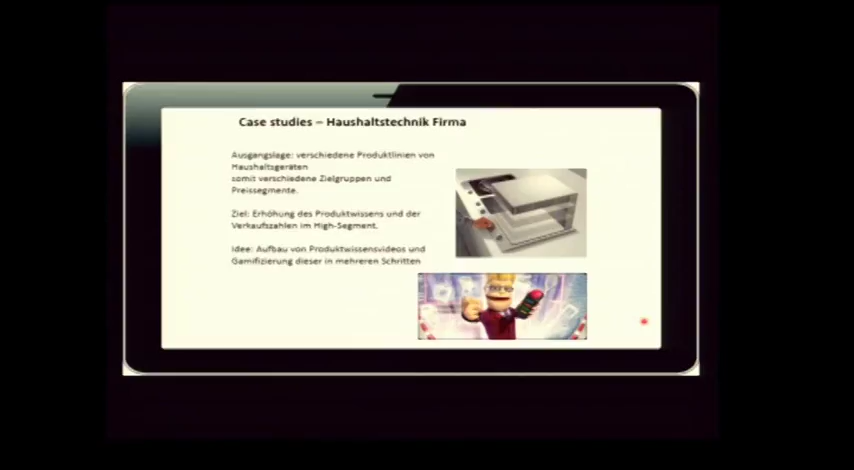 Case studies – Haushaltstechnik Firma
Ausgangslage: verschiedene Produktlinien von
Haushaltsgeräten
somit verschiedene Zielgruppen und
Preissegmente.
Ziel: Erhöhung des Produktwissens und der
Verkaufszahlen im High-Segment.
Idee: Aufbau von Produktwissensvideos und
Gamifizierung dieser in mehreren Schritten